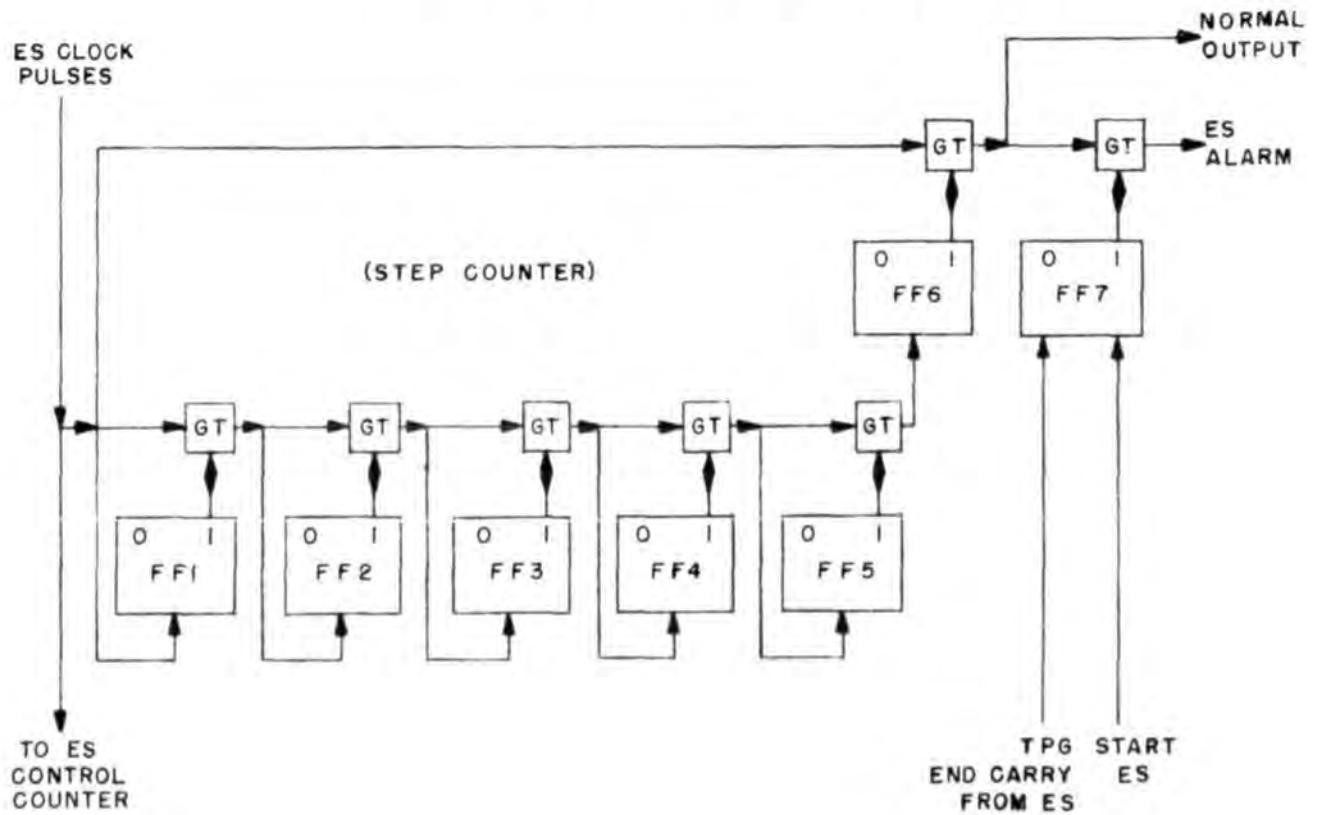 NORMAL
OUTPUT
ES CLOCK
PULSES
ES
ALARM
GT
GT
(STEP COUNTER)
0 1
FF6
0 1
FF7
GT
GT
GT
GT
GT
0 1
FF1
0 1
FF2
0 1
FF3
0 1
FF4
0 1
FF5
TO ES
CONTROL
COUNTER
TPG
END CARRY
FROM ES
START
ES